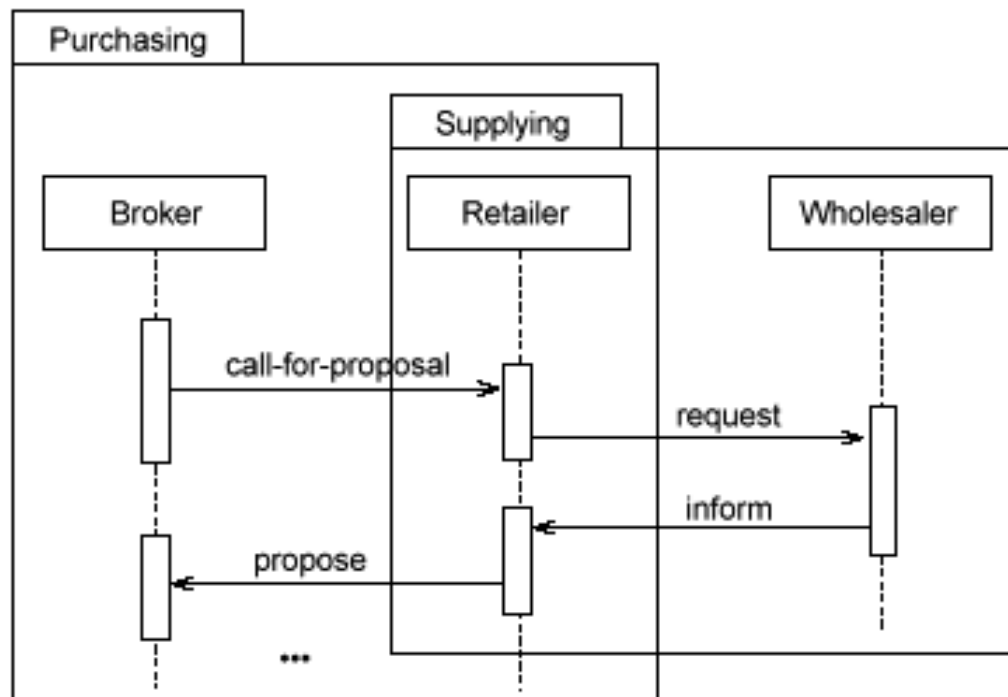 Purchasing
Supplying
Broker
Retailer
Wholesaler
call-for-proposal
request
inform
propose
...